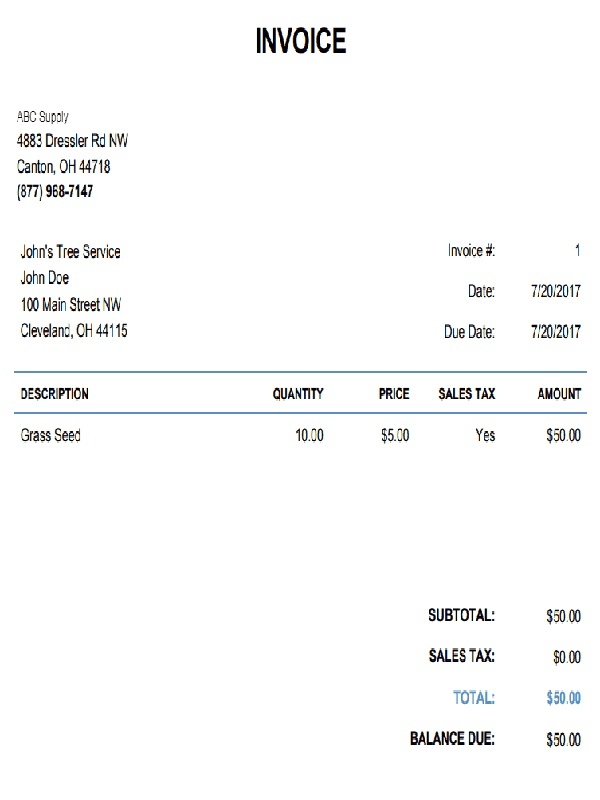 INVOICE
ABC Supply
4883 Dressler Rd NW
Canton, OH 44718
(877) 968-7147
John's Tree Service
John Doe
100 Main Street NW
Cleveland, OH 44115
Invoice #: 1
Date: 7/20/2017
Due Date: 7/20/2017
DESCRIPTION QUANTITY PRICE SALES TAX AMOUNT
Grass Seed 10.00 $5.00 Yes $50.00
SUBTOTAL: $50.00
SALES TAX: $0.00
TOTAL: $50.00
BALANCE DUE: $50.00